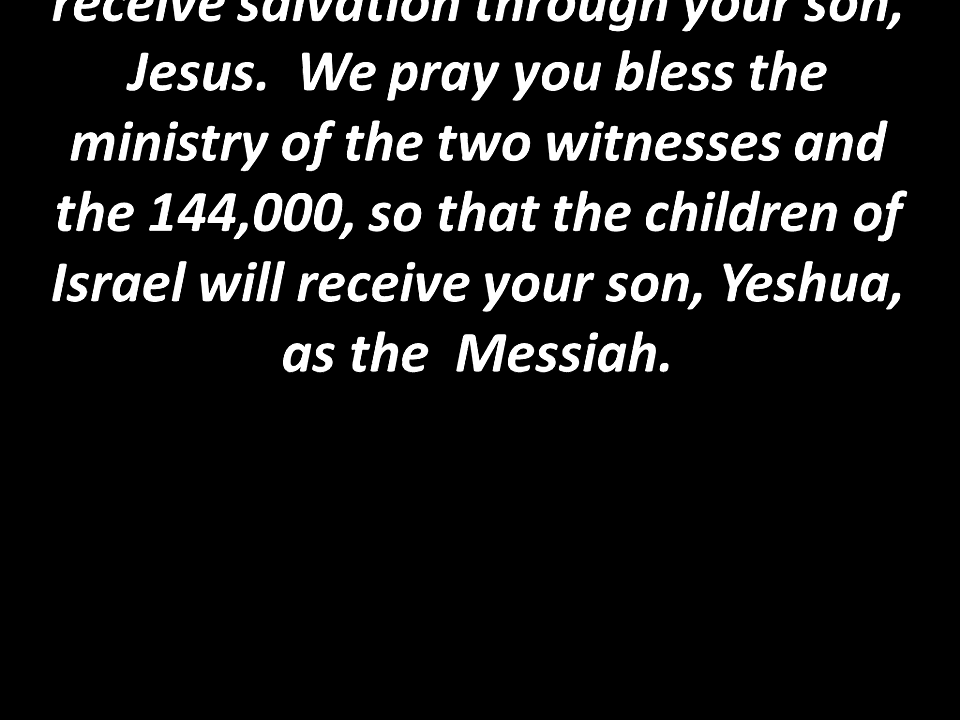 receive salvation through your son,
Jesus.  We pray you bless the
ministry of the two witnesses and
the 144,000, so that the children of
Israel will receive your son, Yeshua,
as the  Messiah.